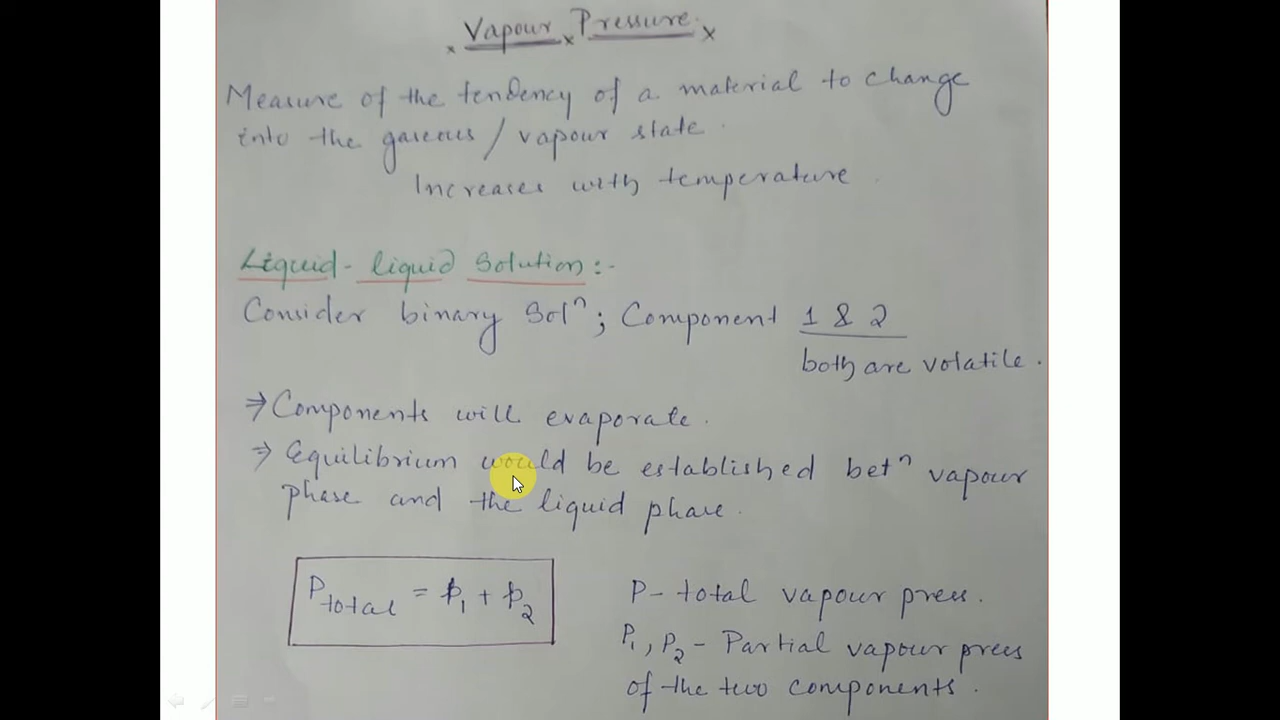 Vapour Pressure
Measure of the tendency of a material to change
into the gaseous / vapour state.
Increases with temperature.
Liquid-liquid Solution:-
Consider binary Solⁿ; Component 1 & 2
both are volatile.
⇒ Components will evaporate.
⇒ Equilibrium would be established betⁿ vapour
phase and the liquid phase.
P_total = p₁ + p₂
P - total vapour press.
P₁, P₂ - Partial vapour press
of the two components.